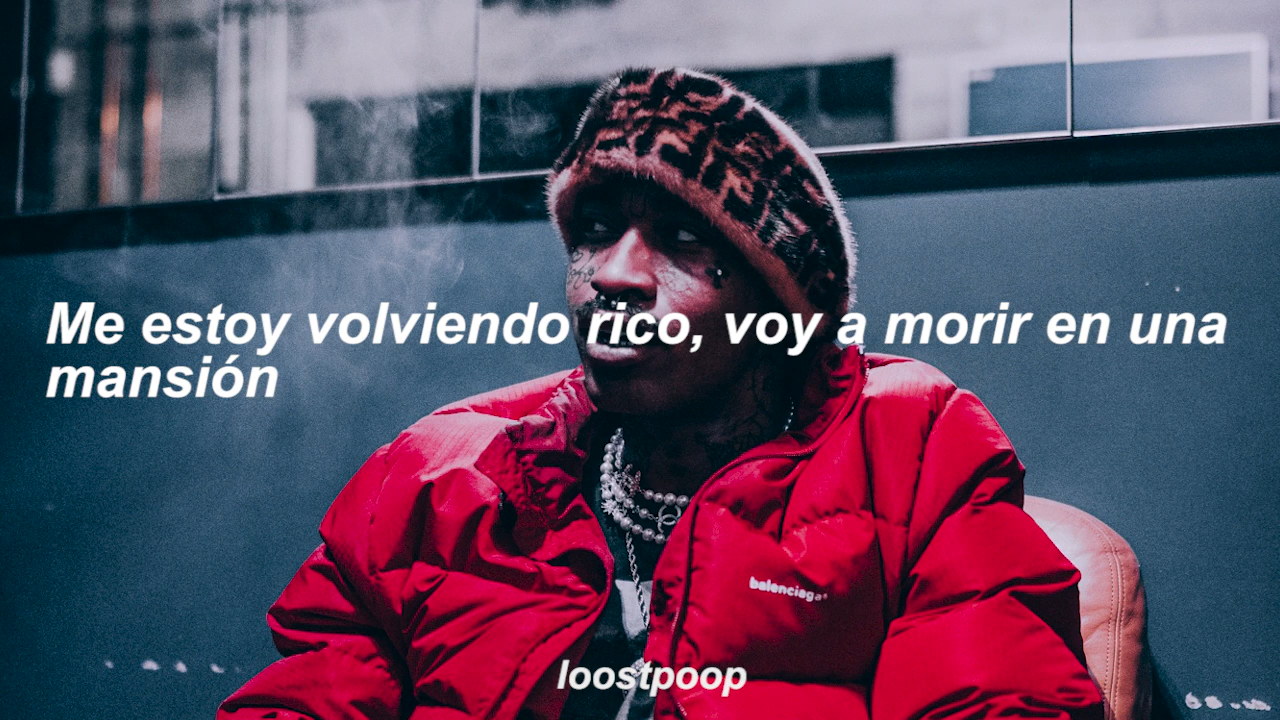 Me estoy volviendo rico, voy a morir en una
mansión
balenciaga
loostpoop